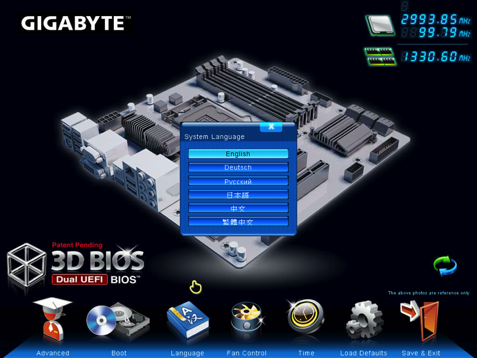 GIGABYTE™
2993.85 MHz
99.79 MHz
1330.60 MHz
System Language
X
English
Deutsch
Русский
日本語
中文
繁體中文
Patent Pending
3D BIOS
Dual UEFI BIOS™
The above photos are reference only
Advanced
Boot
Language
Fan Control
Time
Load Defaults
Save & Exit